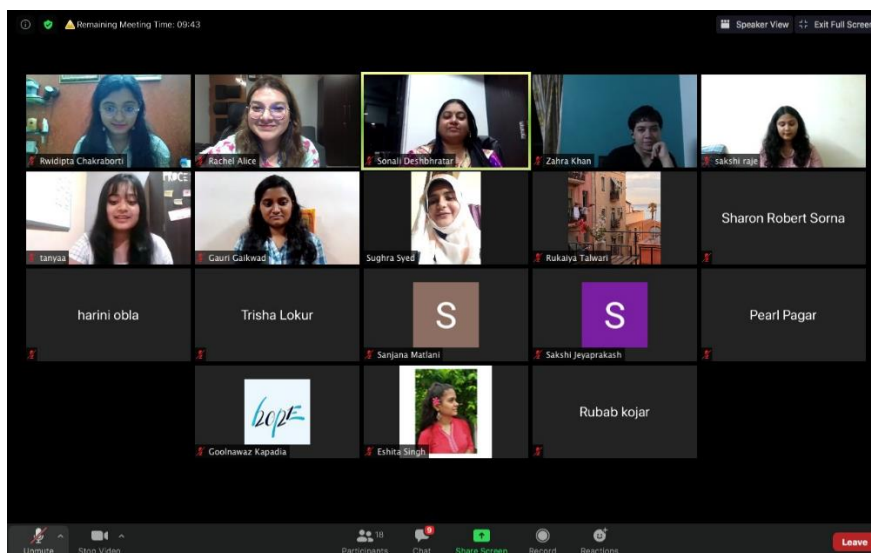 Remaining Meeting Time: 09:43
Speaker View Exit Full Screen
Rwidipta Chakraborti
Rachel Alice
Sonali Deshbhratar
Zahra Khan
sakshi raje
tanyaa
Gauri Gaikwad
Sughra Syed
Rukaiya Talwari
Sharon Robert Sorna
harini obla
Trisha Lokur
S
Sanjana Matlani
S
Sakshi Jeyaprakash
Pearl Pagar
hope
Goolnawaz Kapadia
Eshita Singh
Rubab kojar
Unmute
Stop Video
18
Participants
9
Chat
Share Screen
Record
Reactions
Leave